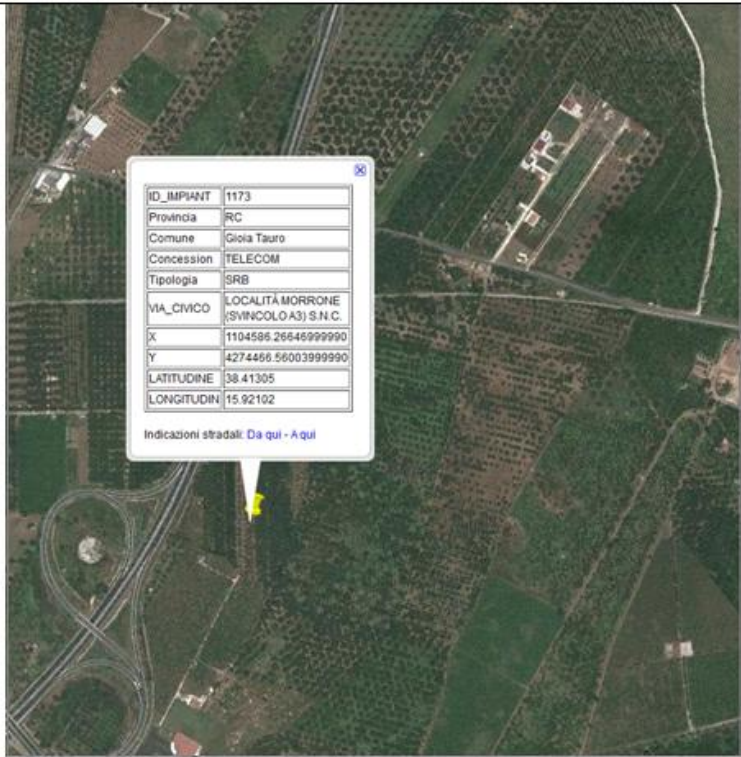 ID_IMPIANT 1173
Provincia RC
Comune Gioia Tauro
Concession TELECOM
Tipologia SRB
VIA_CIVICO LOCALITÀ MORRONE
(SVINCOLO A3) S.N.C.
X 1104586.26646999990
Y 4274466.56003999990
LATITUDINE 38.41305
LONGITUDIN 15.92102
Indicazioni stradali: Da qui - A qui